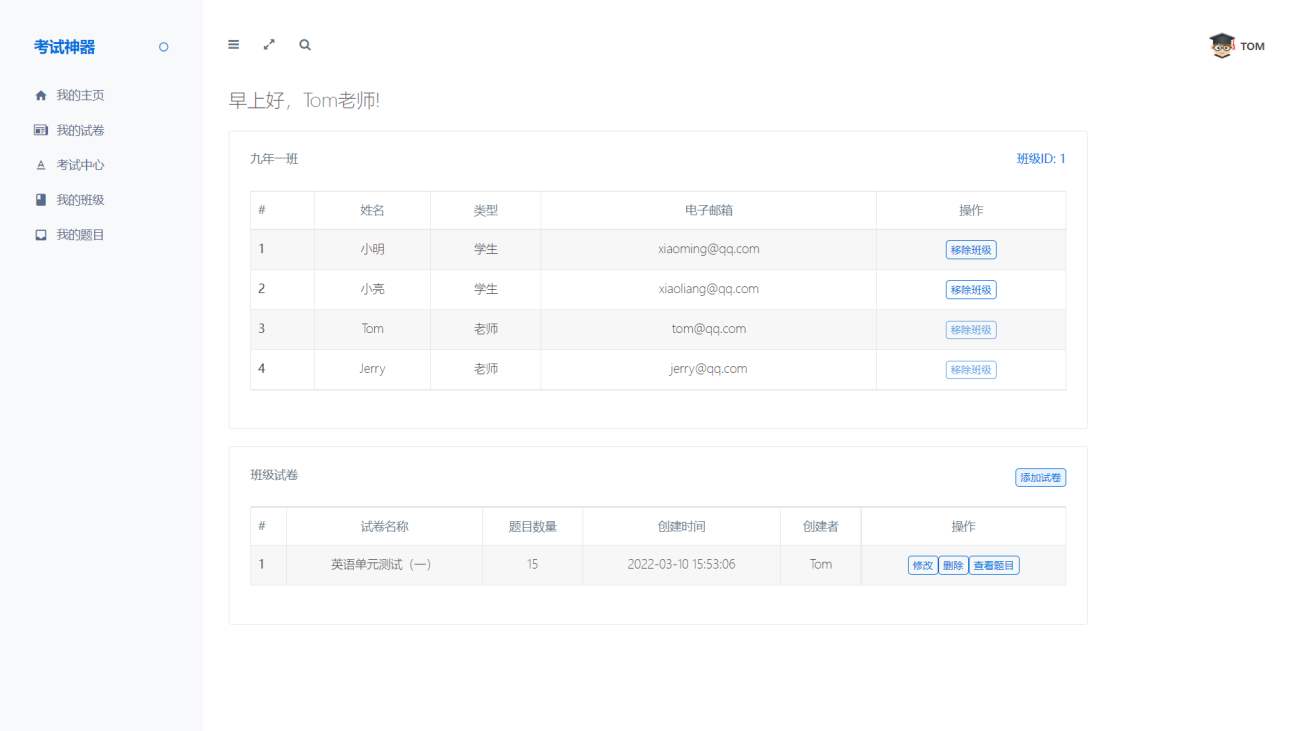 考试神器
TOM
我的主页
我的试卷
考试中心
我的班级
我的题目
早上好，Tom老师!
九年一班 班级ID: 1
# 姓名 类型 电子邮箱 操作
1 小明 学生 xiaoming@qq.com 移除班级
2 小亮 学生 xiaoliang@qq.com 移除班级
3 Tom 老师 tom@qq.com 移除班级
4 Jerry 老师 jerry@qq.com 移除班级
班级试卷 添加试卷
# 试卷名称 题目数量 创建时间 创建者 操作
1 英语单元测试（一） 15 2022-03-10 15:53:06 Tom 修改 删除 查看题目